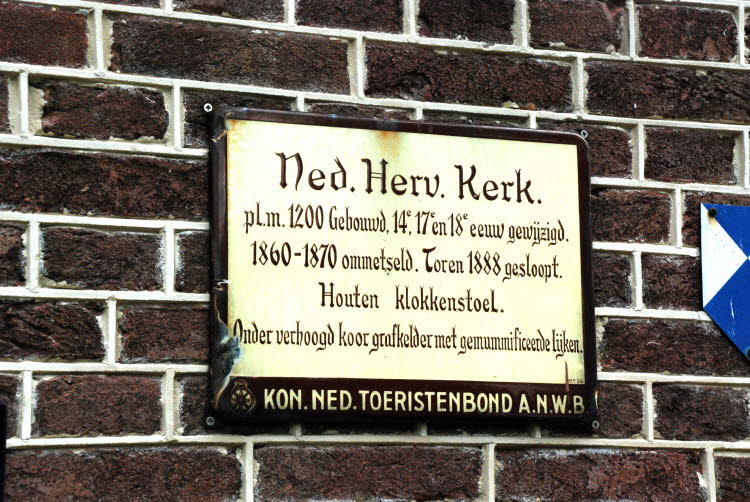 Ned. Herv. Kerk.
pl.m. 1200 Gebouwd, 14e, 17e en 18e eeuw gewijzigd.
1860-1870 ommetseld. Toren 1888 gesloopt.
Houten klokkenstoel.
Onder verhoogd koor grafkelder met gemummificeerde lijken.
KON. NED. TOERISTENBOND A.N.W.B